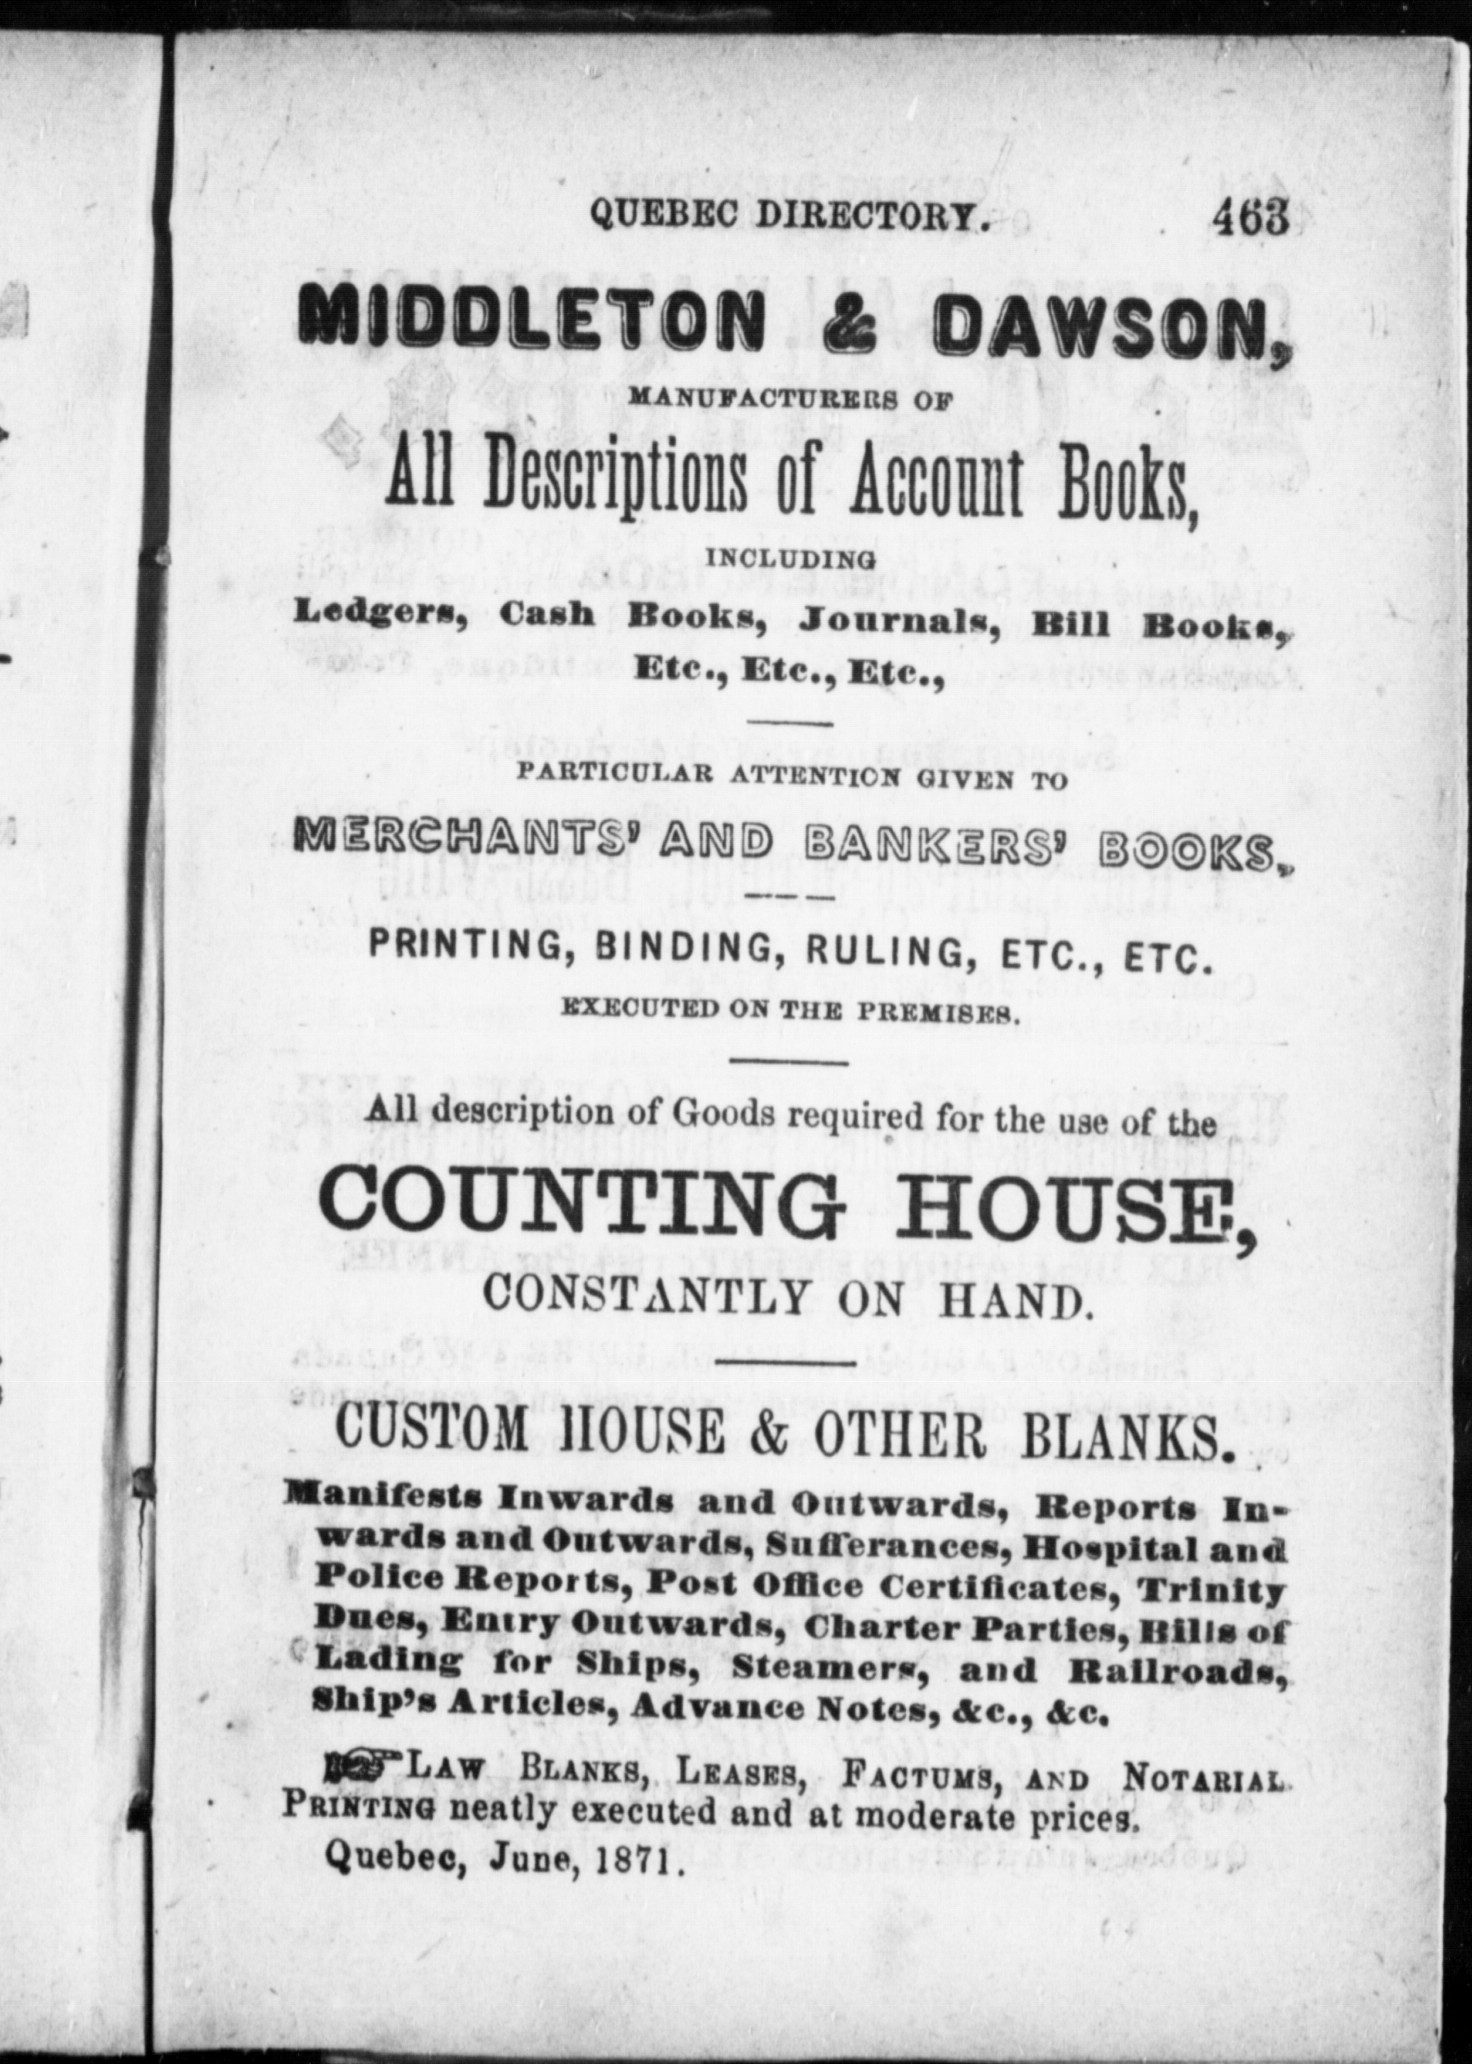 QUEBEC DIRECTORY. 463
MIDDLETON & DAWSON,
MANUFACTURERS OF
All Descriptions of Account Books,
INCLUDING
Ledgers, Cash Books, Journals, Bill Books,
Etc., Etc., Etc.,
PARTICULAR ATTENTION GIVEN TO
MERCHANTS' AND BANKERS' BOOKS,
PRINTING, BINDING, RULING, ETC., ETC.
EXECUTED ON THE PREMISES.
All description of Goods required for the use of the
COUNTING HOUSE,
CONSTANTLY ON HAND.
CUSTOM HOUSE & OTHER BLANKS.
Manifests Inwards and Outwards, Reports In-
wards and Outwards, Sufferances, Hospital and
Police Reports, Post Office Certificates, Trinity
Dues, Entry Outwards, Charter Parties, Bills of
Lading for Ships, Steamers, and Railroads,
Ship's Articles, Advance Notes, &c., &c.
☞ LAW BLANKS, LEASES, FACTUMS, AND NOTARIAL
PRINTING neatly executed and at moderate prices.
Quebec, June, 1871.